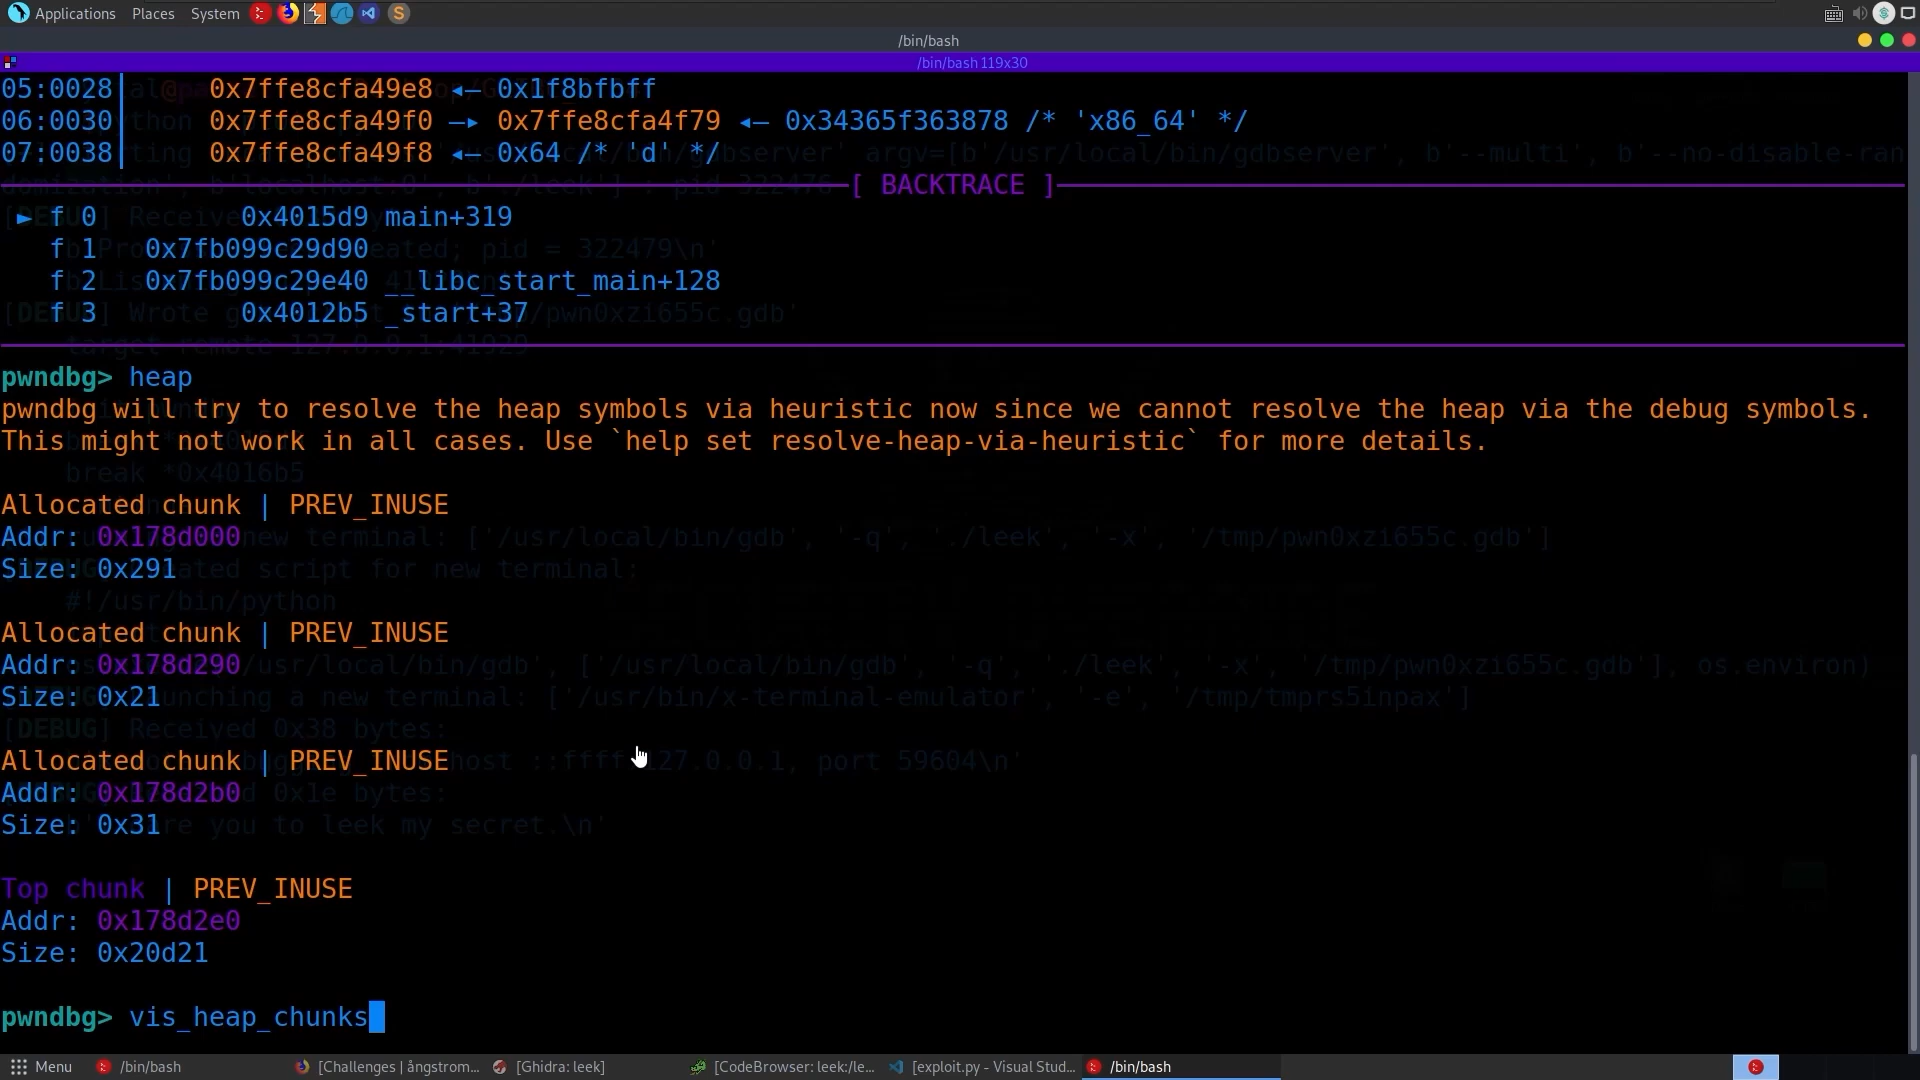 Applications Places System
/bin/bash
/bin/bash 119x30
05:0028│ 0x7ffe8cfa49e8 ◂— 0x1f8bfbff
06:0030│ 0x7ffe8cfa49f0 —▸ 0x7ffe8cfa4f79 ◂— 0x34365f363878 /* 'x86_64' */
07:0038│ 0x7ffe8cfa49f8 ◂— 0x64 /* 'd' */
[ BACKTRACE ]
► f 0 0x4015d9 main+319
f 1 0x7fb099c29d90
f 2 0x7fb099c29e40 __libc_start_main+128
f 3 0x4012b5 _start+37
pwndbg> heap
pwndbg will try to resolve the heap symbols via heuristic now since we cannot resolve the heap via the debug symbols.
This might not work in all cases. Use `help set resolve-heap-via-heuristic` for more details.
Allocated chunk | PREV_INUSE
Addr: 0x178d000
Size: 0x291
Allocated chunk | PREV_INUSE
Addr: 0x178d290
Size: 0x21
Allocated chunk | PREV_INUSE
Addr: 0x178d2b0
Size: 0x31
Top chunk | PREV_INUSE
Addr: 0x178d2e0
Size: 0x20d21
pwndbg> vis_heap_chunks
Menu /bin/bash [Challenges | ångstrom... [Ghidra: leek] [CodeBrowser: leek:/le... [exploit.py - Visual Stud... /bin/bash